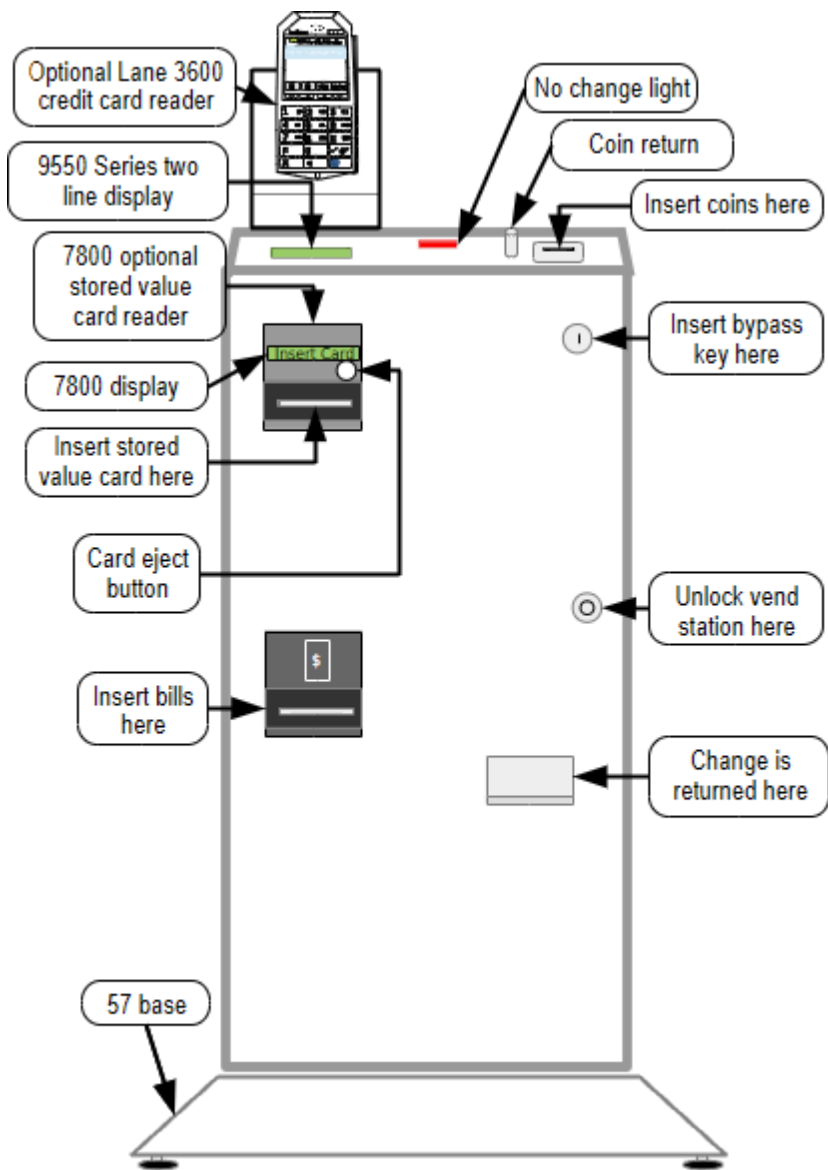 Optional Lane 3600
credit card reader
No change light
Coin return
9550 Series two
line display
Insert coins here
7800 optional
stored value
card reader
Insert bypass
key here
Insert Card
7800 display
Insert stored
value card here
Card eject
button
Unlock vend
station here
$
Insert bills
here
Change is
returned here
57 base